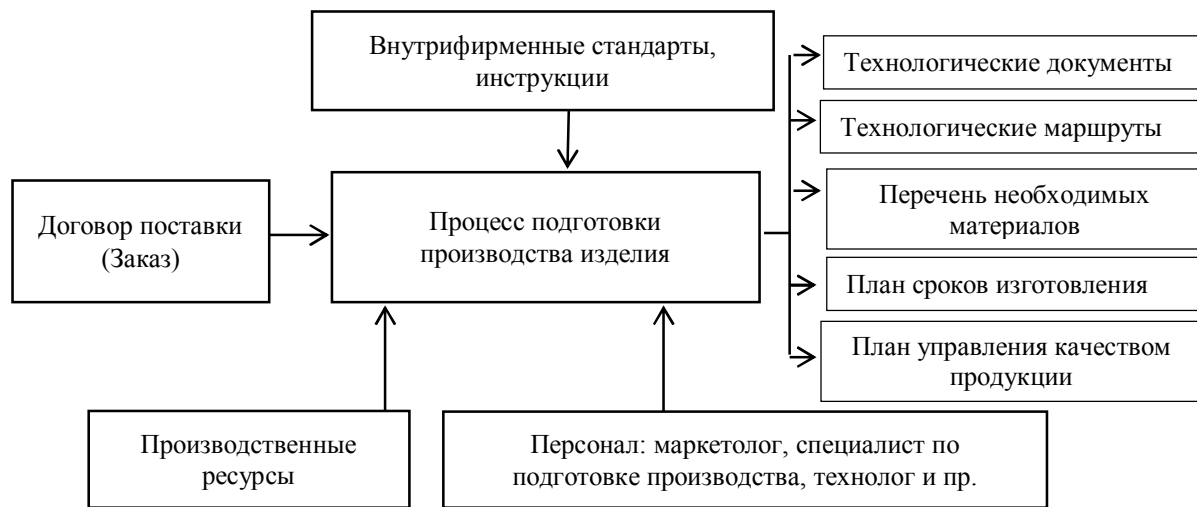 Внутрифирменные стандарты,
инструкции
Договор поставки
(Заказ)
Процесс подготовки
производства изделия
Технологические документы
Технологические маршруты
Перечень необходимых
материалов
План сроков изготовления
План управления качеством
продукции
Производственные
ресурсы
Персонал: маркетолог, специалист по
подготовке производства, технолог и пр.